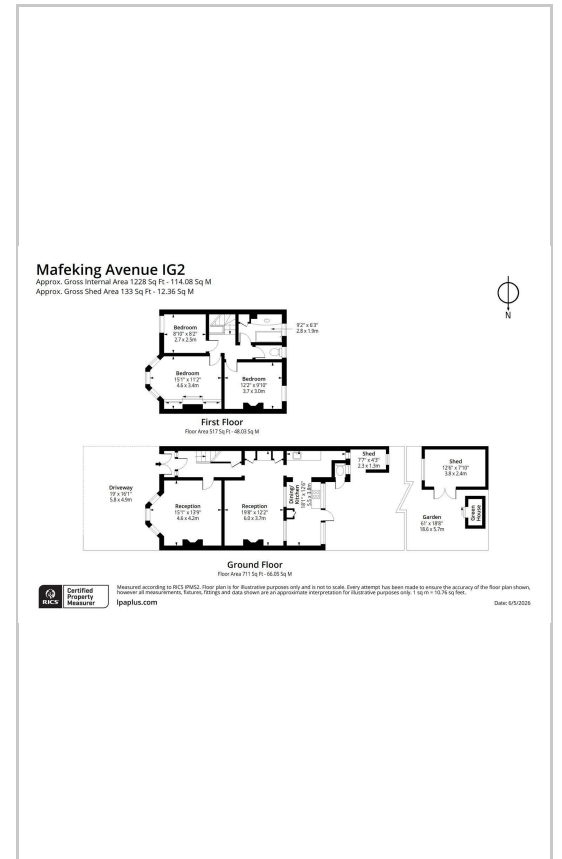 Mafeking Avenue IG2
Approx. Gross Internal Area 1228 Sq Ft - 114.08 Sq M
Approx. Gross Shed Area 133 Sq Ft - 12.36 Sq M
N
Bedroom
8'10" x 8'2"
2.7 x 2.5m
9'2" x 6'3"
2.8 x 1.9m
Bedroom
15'1" x 11'2"
4.6 x 3.4m
Bedroom
12'2" x 9'10"
3.7 x 3.0m
First Floor
Floor Area 517 Sq Ft - 48.03 Sq M
Driveway
19' x 16'1"
5.8 x 4.9m
Reception
15'1" x 13'9"
4.6 x 4.2m
Reception
19'8" x 12'2"
6.0 x 3.7m
Dining/
Kitchen
18'1" x 12'6"
5.5 x 3.8m
Shed
7'7" x 4'3"
2.3 x 1.3m
Shed
12'6" x 7'10"
3.8 x 2.4m
Garden
61' x 18'8"
18.6 x 5.7m
Green
House
Ground Floor
Floor Area 711 Sq Ft - 66.05 Sq M
RICS
Certified
Property
Measurer
Measured according to RICS IPMS2. Floor plan is for illustrative purposes only and is not to scale. Every attempt has been made to ensure the accuracy of the floor plan shown,
however all measurements, fixtures, fittings and data shown are an approximate interpretation for illustrative purposes only. 1 sq m = 10.76 sq feet.
lpaplus.com
Date: 6/5/2026